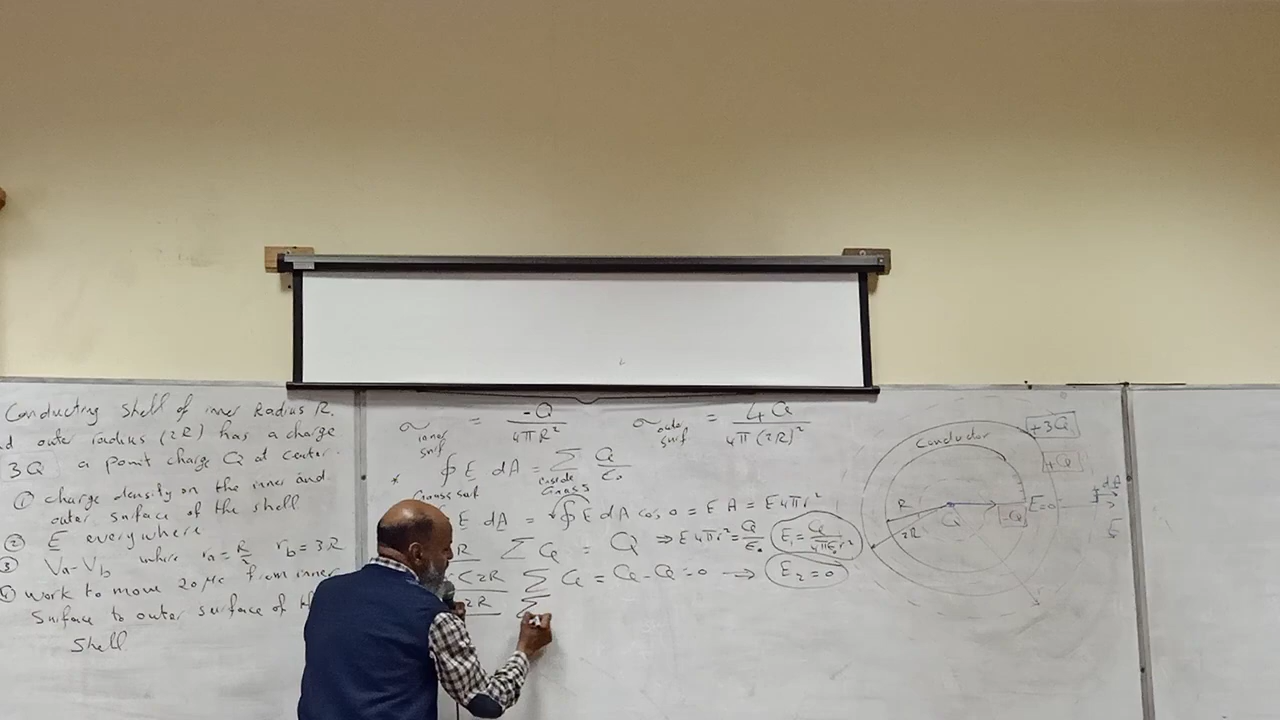 Conducting Shell of inner Radius R.
outer radius (2R) has a charge
3Q a point charge Q at center.
① charge density on the inner and
outer surface of the shell
② E everywhere
③ Va-Vb where ra = R/2 rb = 3R
work to move 20 μc from inner
Surface to outer surface of
Shell
σ inner surf = -Q / 4πR² σ outer surf = 4Q / 4π(2R)²
* ∮ E dA = Σ Q/ε₀
Gauss surf inside Gauss
E dA = ∮ E dA cos 0 = E A = E 4πr²
R Σ Q = Q ⇒ E 4πr² = Q/ε₀ E₁ = Q / 4πε₀r²
<2R Σ Q = Q - Q = 0 → E₂ = 0
2R Σ
Conductor
+3Q
+Q
R
2R
Q
-Q
E=0
dA
E